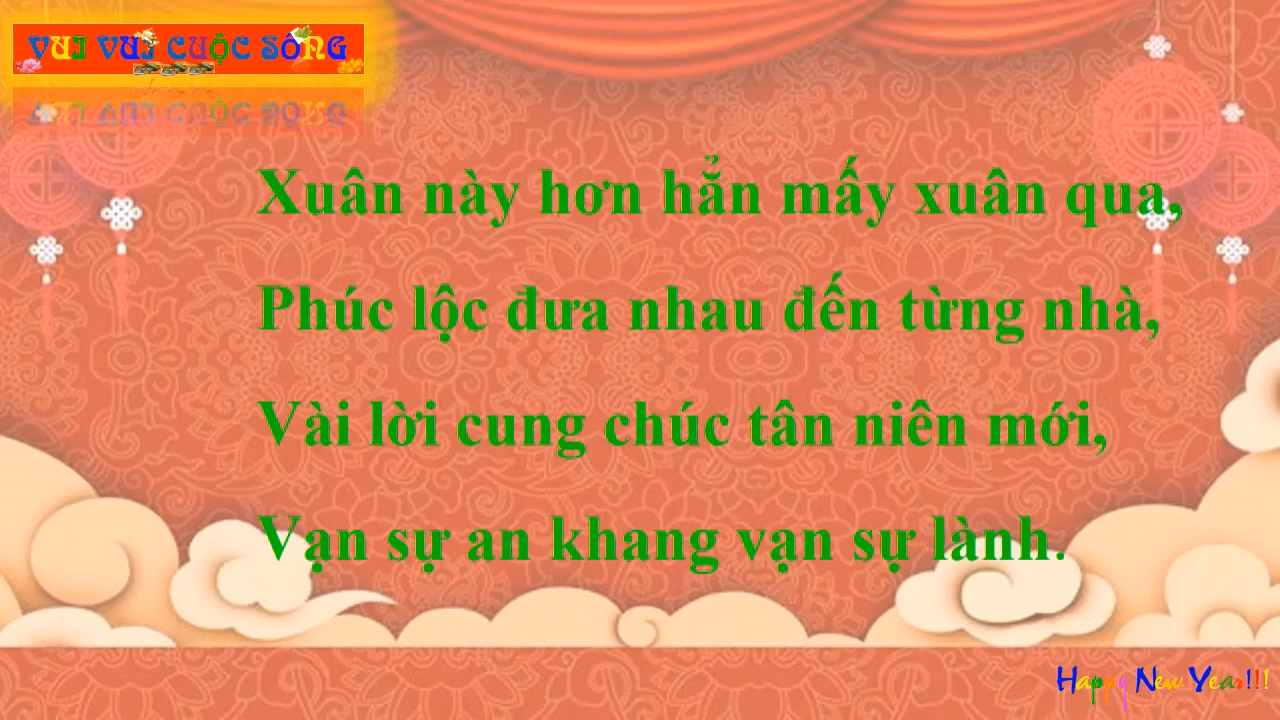 VUI VUI CUỘC SỐNG
Xuân này hơn hẳn mấy xuân qua,
Phúc lộc đưa nhau đến từng nhà,
Vài lời cung chúc tân niên mới,
Vạn sự an khang vạn sự lành.
Happy New Year!!!